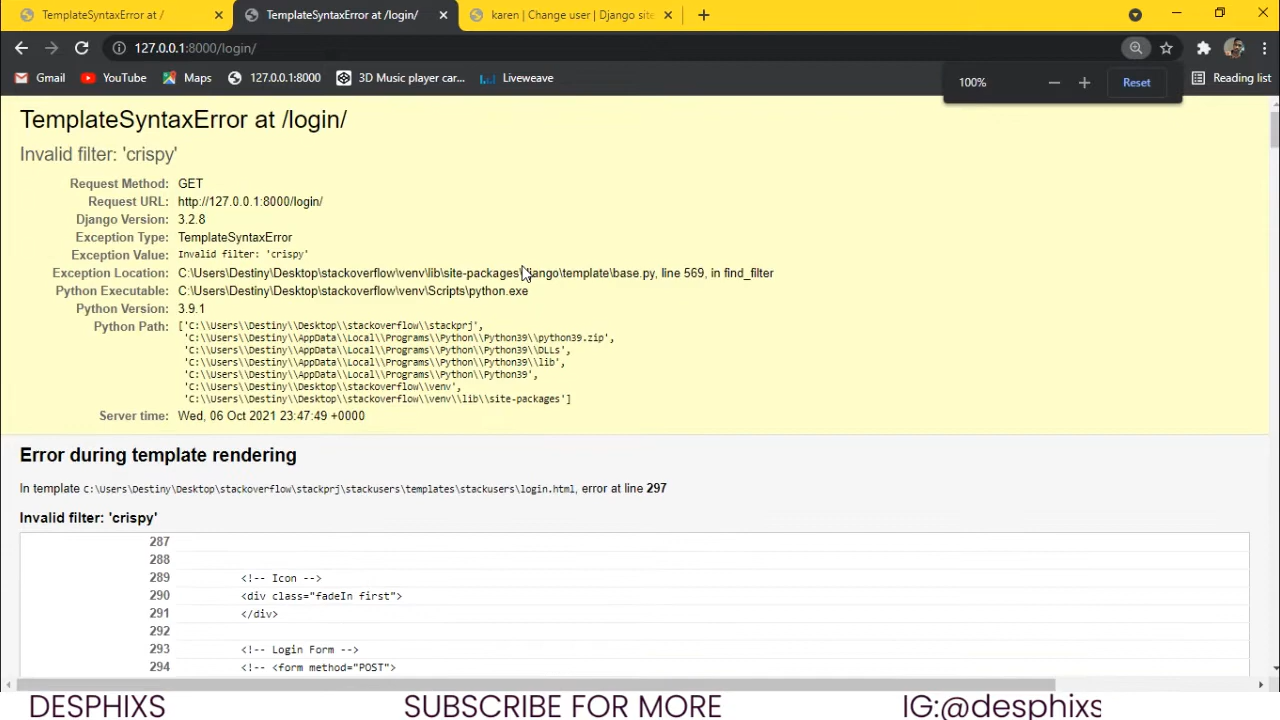 TemplateSyntaxError at /
TemplateSyntaxError at /login/
karen | Change user | Django site
127.0.0.1:8000/login/
Gmail
YouTube
Maps
127.0.0.1:8000
3D Music player car...
Liveweave
Reading list
100%
Reset
TemplateSyntaxError at /login/
Invalid filter: 'crispy'
Request Method: GET
Request URL: http://127.0.0.1:8000/login/
Django Version: 3.2.8
Exception Type: TemplateSyntaxError
Exception Value: Invalid filter: 'crispy'
Exception Location: C:\Users\Destiny\Desktop\stackoverflow\venv\lib\site-packages\django\template\base.py, line 569, in find_filter
Python Executable: C:\Users\Destiny\Desktop\stackoverflow\venv\Scripts\python.exe
Python Version: 3.9.1
Python Path: ['C:\\Users\\Destiny\\Desktop\\stackoverflow\\stackprj',
'C:\\Users\\Destiny\\AppData\\Local\\Programs\\Python\\Python39\\python39.zip',
'C:\\Users\\Destiny\\AppData\\Local\\Programs\\Python\\Python39\\DLLs',
'C:\\Users\\Destiny\\AppData\\Local\\Programs\\Python\\Python39\\lib',
'C:\\Users\\Destiny\\AppData\\Local\\Programs\\Python\\Python39',
'C:\\Users\\Destiny\\Desktop\\stackoverflow\\venv',
'C:\\Users\\Destiny\\Desktop\\stackoverflow\\venv\\lib\\site-packages']
Server time: Wed, 06 Oct 2021 23:47:49 +0000
Error during template rendering
In template C:\Users\Destiny\Desktop\stackoverflow\stackprj\stackusers\templates\stackusers\login.html, error at line 297
Invalid filter: 'crispy'
287
288
289 <!-- Icon -->
290 <div class="fadeIn first">
291 </div>
292
293 <!-- Login Form -->
294 <!-- <form method="POST">
DESPHIXS SUBSCRIBE FOR MORE IG:@desphixs